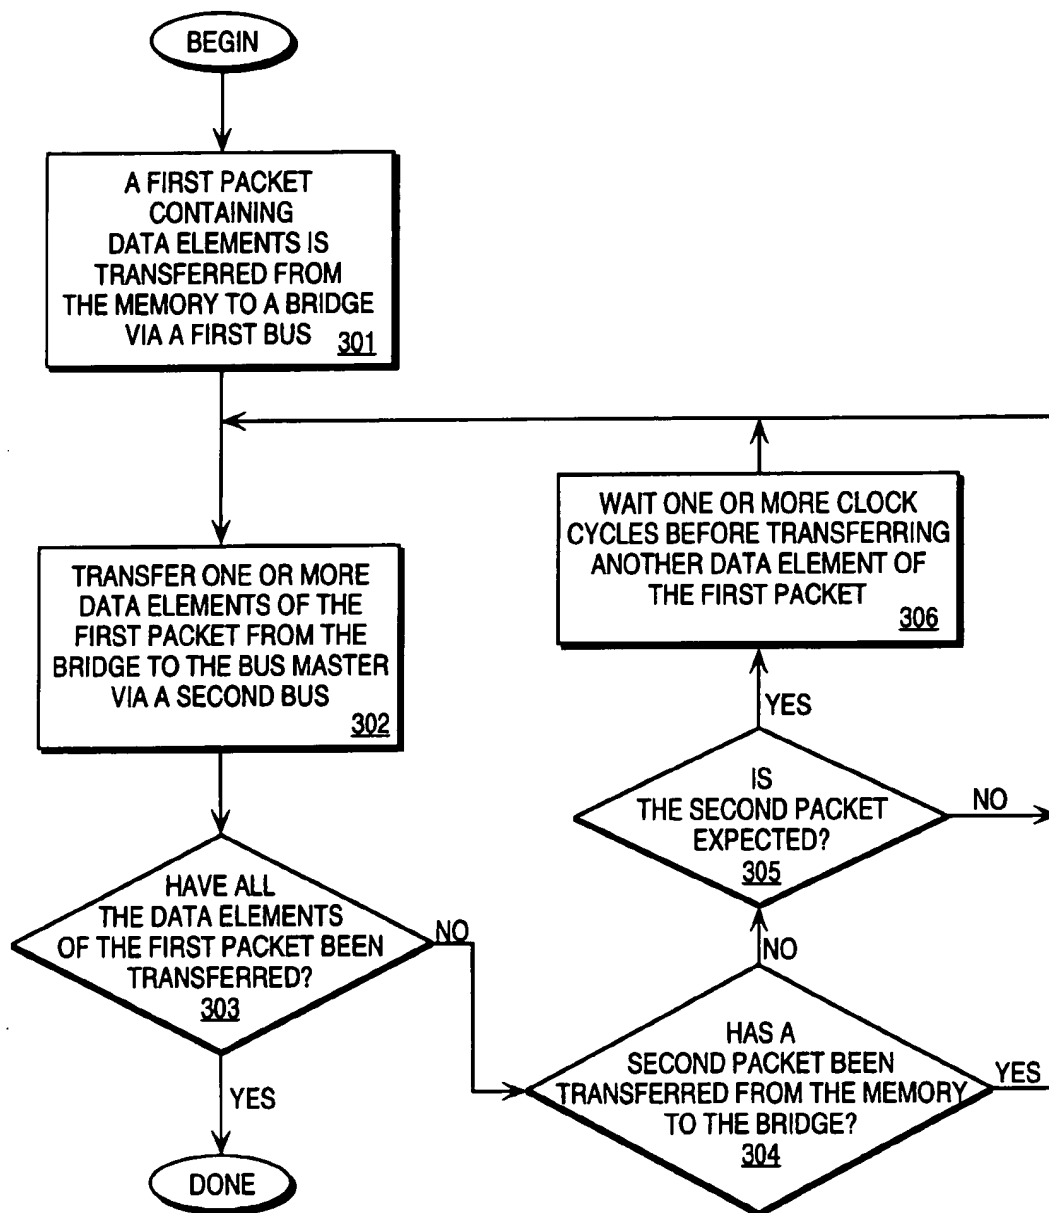 BEGIN
A FIRST PACKET
CONTAINING
DATA ELEMENTS IS
TRANSFERRED FROM
THE MEMORY TO A BRIDGE
VIA A FIRST BUS
301
TRANSFER ONE OR MORE
DATA ELEMENTS OF THE
FIRST PACKET FROM THE
BRIDGE TO THE BUS MASTER
VIA A SECOND BUS
302
HAVE ALL
THE DATA ELEMENTS
OF THE FIRST PACKET BEEN
TRANSFERRED?
303
NO
YES
DONE
HAS A
SECOND PACKET BEEN
TRANSFERRED FROM THE MEMORY
TO THE BRIDGE?
304
YES
NO
IS
THE SECOND PACKET
EXPECTED?
305
NO
YES
WAIT ONE OR MORE CLOCK
CYCLES BEFORE TRANSFERRING
ANOTHER DATA ELEMENT OF
THE FIRST PACKET
306